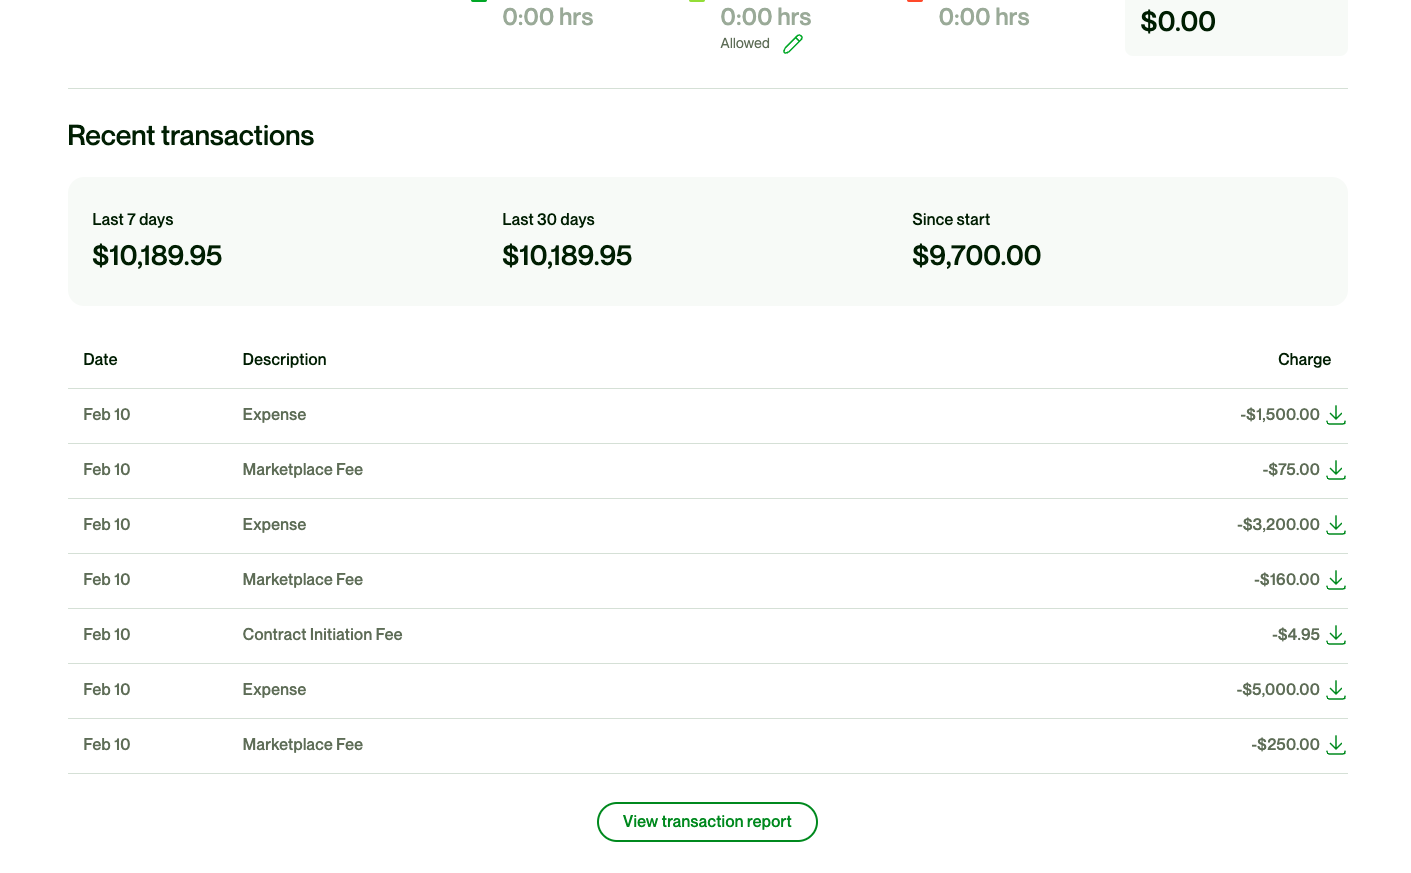 0:00 hrs 0:00 hrs 0:00 hrs $0.00
Allowed
Recent transactions
Last 7 days Last 30 days Since start
$10,189.95 $10,189.95 $9,700.00
Date Description Charge
Feb 10 Expense -$1,500.00
Feb 10 Marketplace Fee -$75.00
Feb 10 Expense -$3,200.00
Feb 10 Marketplace Fee -$160.00
Feb 10 Contract Initiation Fee -$4.95
Feb 10 Expense -$5,000.00
Feb 10 Marketplace Fee -$250.00
View transaction report